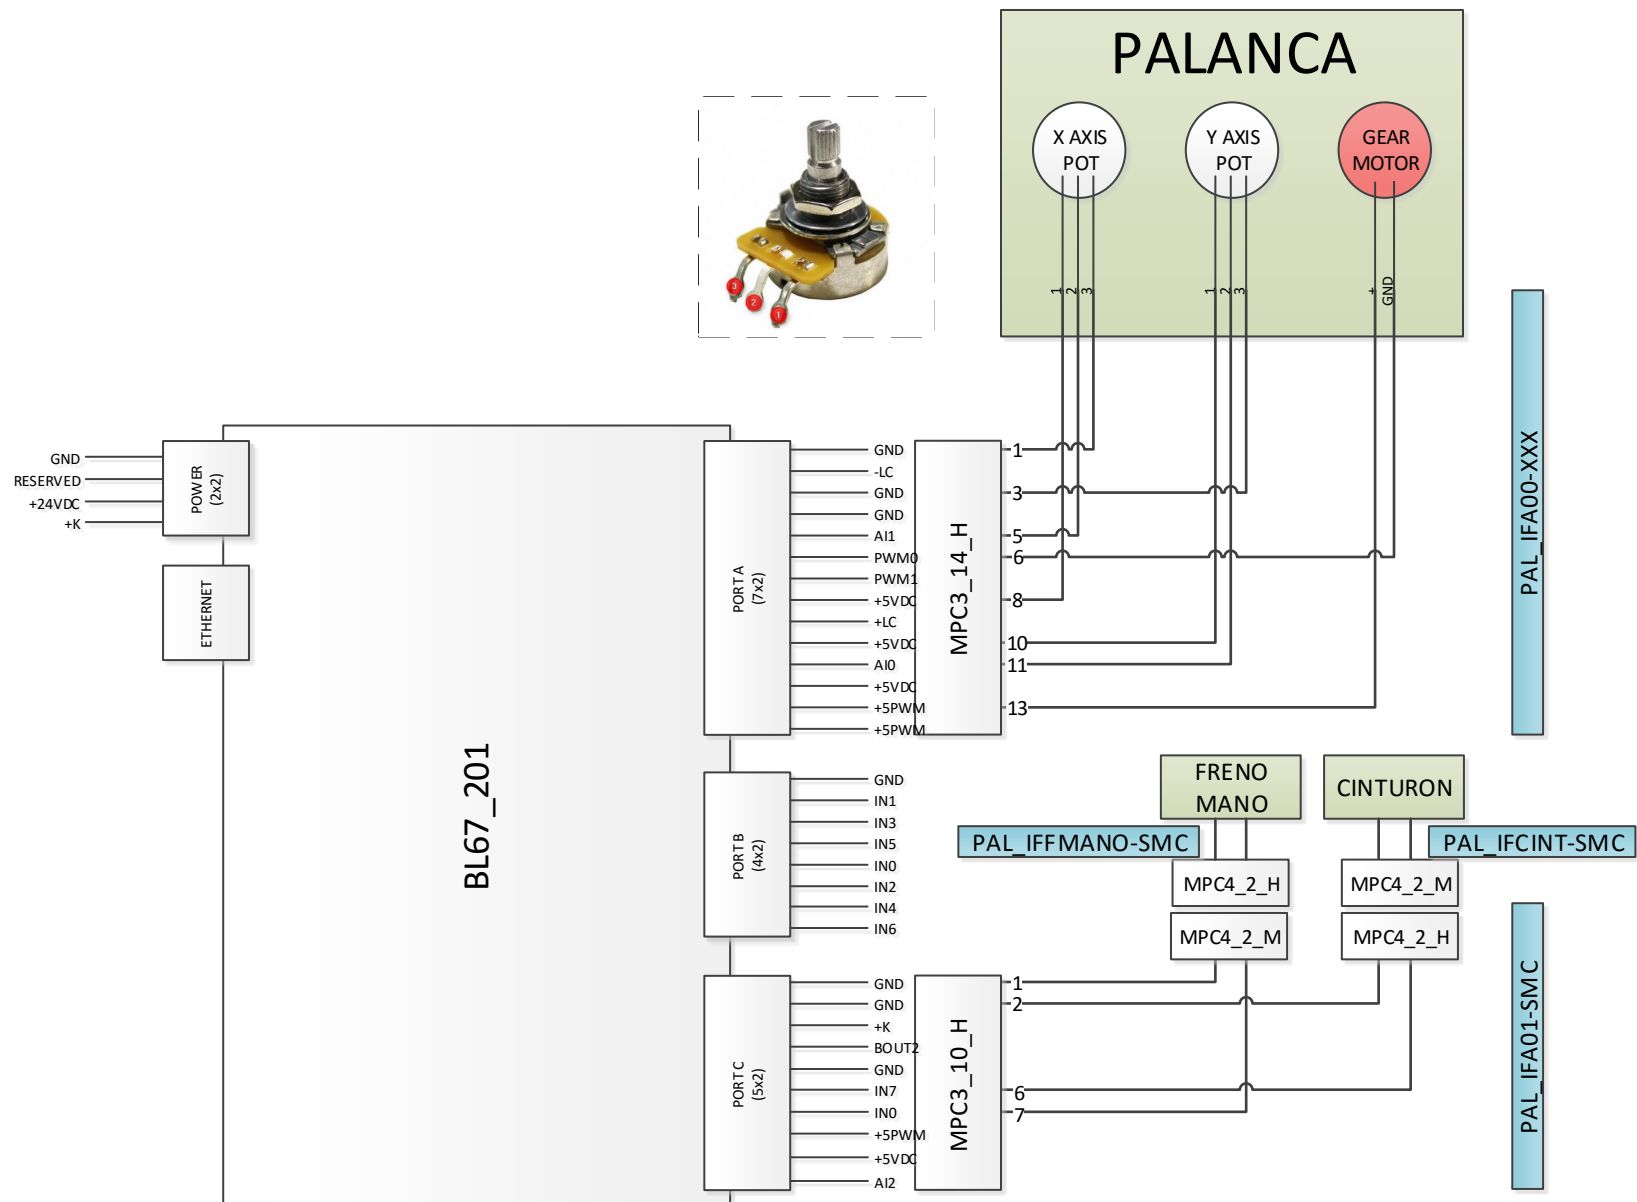 PALANCA
X AXIS
POT
Y AXIS
POT
GEAR
MOTOR
1
2
3
1
2
3
+
GND
3
2
1
PAL_IFA00-XXX
GND
RESERVED
+24VDC
+K
POWER
(2x2)
ETHERNET
BL67_201
PORT A
(7x2)
GND
-LC
GND
GND
AI1
PWM0
PWM1
+5VDC
+LC
+5VDC
AI0
+5VDC
+5PWM
+5PWM
MPC3_14_H
1
3
5
6
8
10
11
13
PORT B
(4x2)
GND
IN1
IN3
IN5
IN0
IN2
IN4
IN6
FRENO
MANO
CINTURON
PAL_IFFMANO-SMC
PAL_IFCINT-SMC
MPC4_2_H
MPC4_2_M
MPC4_2_M
MPC4_2_H
PORT C
(5x2)
GND
GND
+K
BOUT2
GND
IN7
IN0
+5PWM
+5VDC
AI2
MPC3_10_H
1
2
6
7
PAL_IFA01-SMC